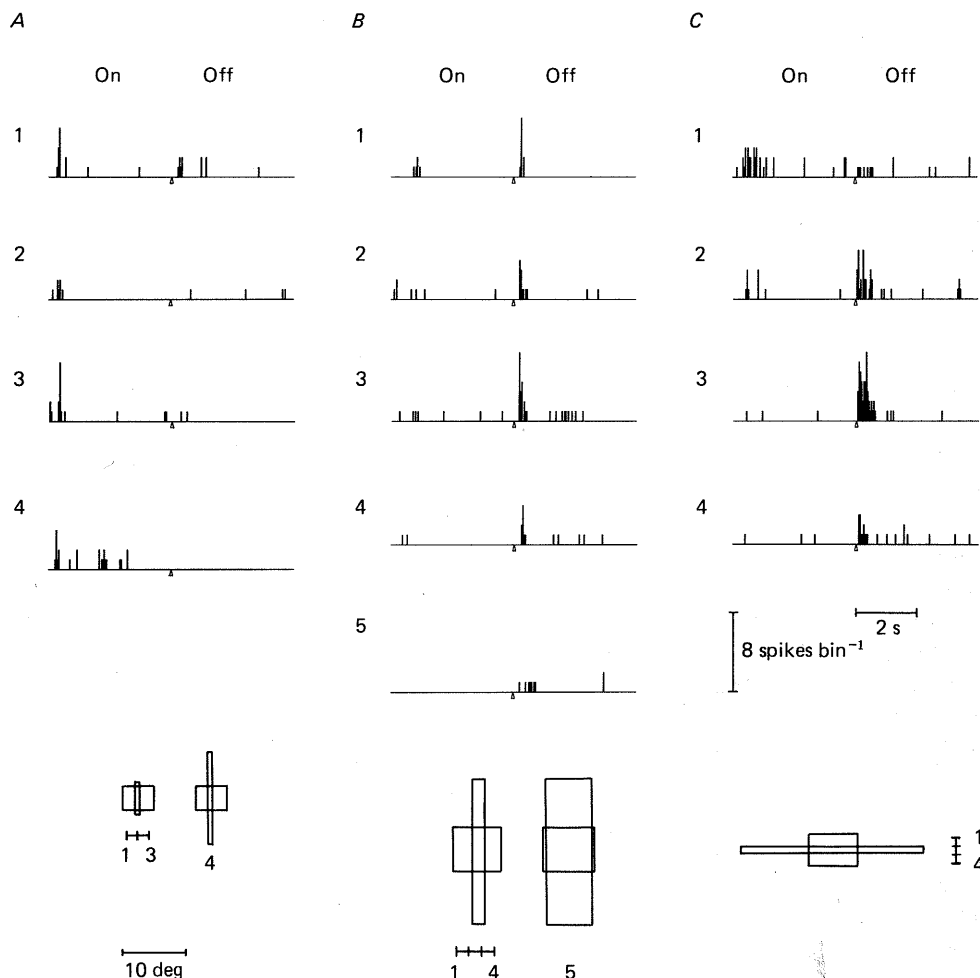 A B C
On Off On Off On Off
1 1 1
2 2 2
3 3 3
4 4 4
5
2 s
8 spikes bin⁻¹
1 3 4
1
4
10 deg
1 4 5